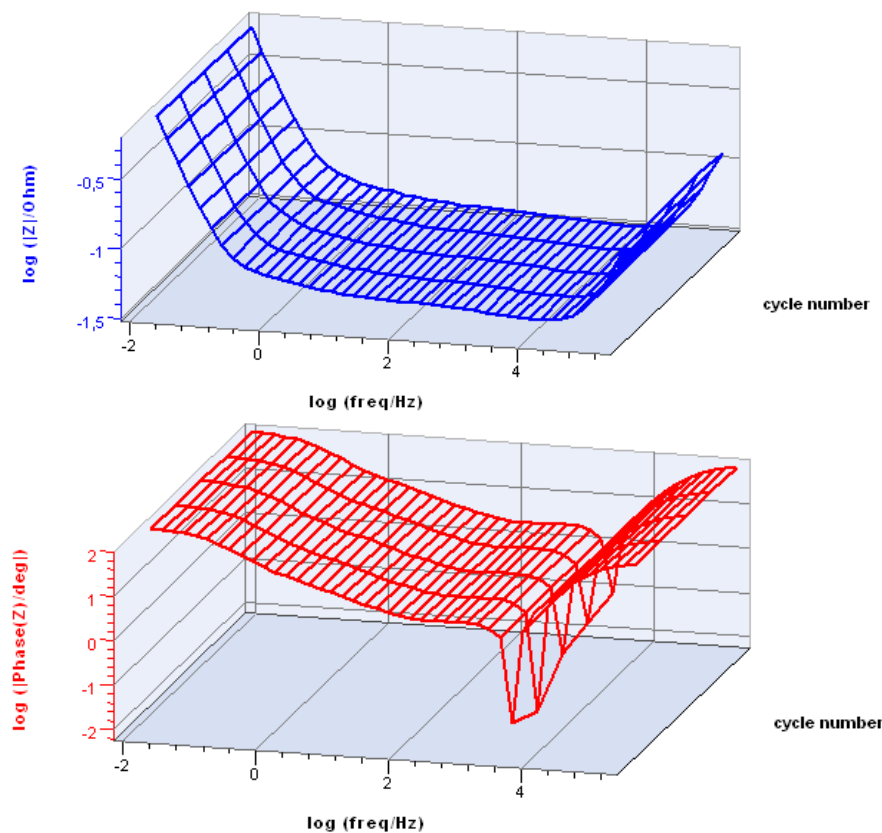 log (|Z|/Ohm)
-0,5
-1
-1,5
-2
0
2
4
log (freq/Hz)
cycle number
log (|Phase(Z)/deg|)
2
1
0
-1
-2
-2
0
2
4
log (freq/Hz)
cycle number